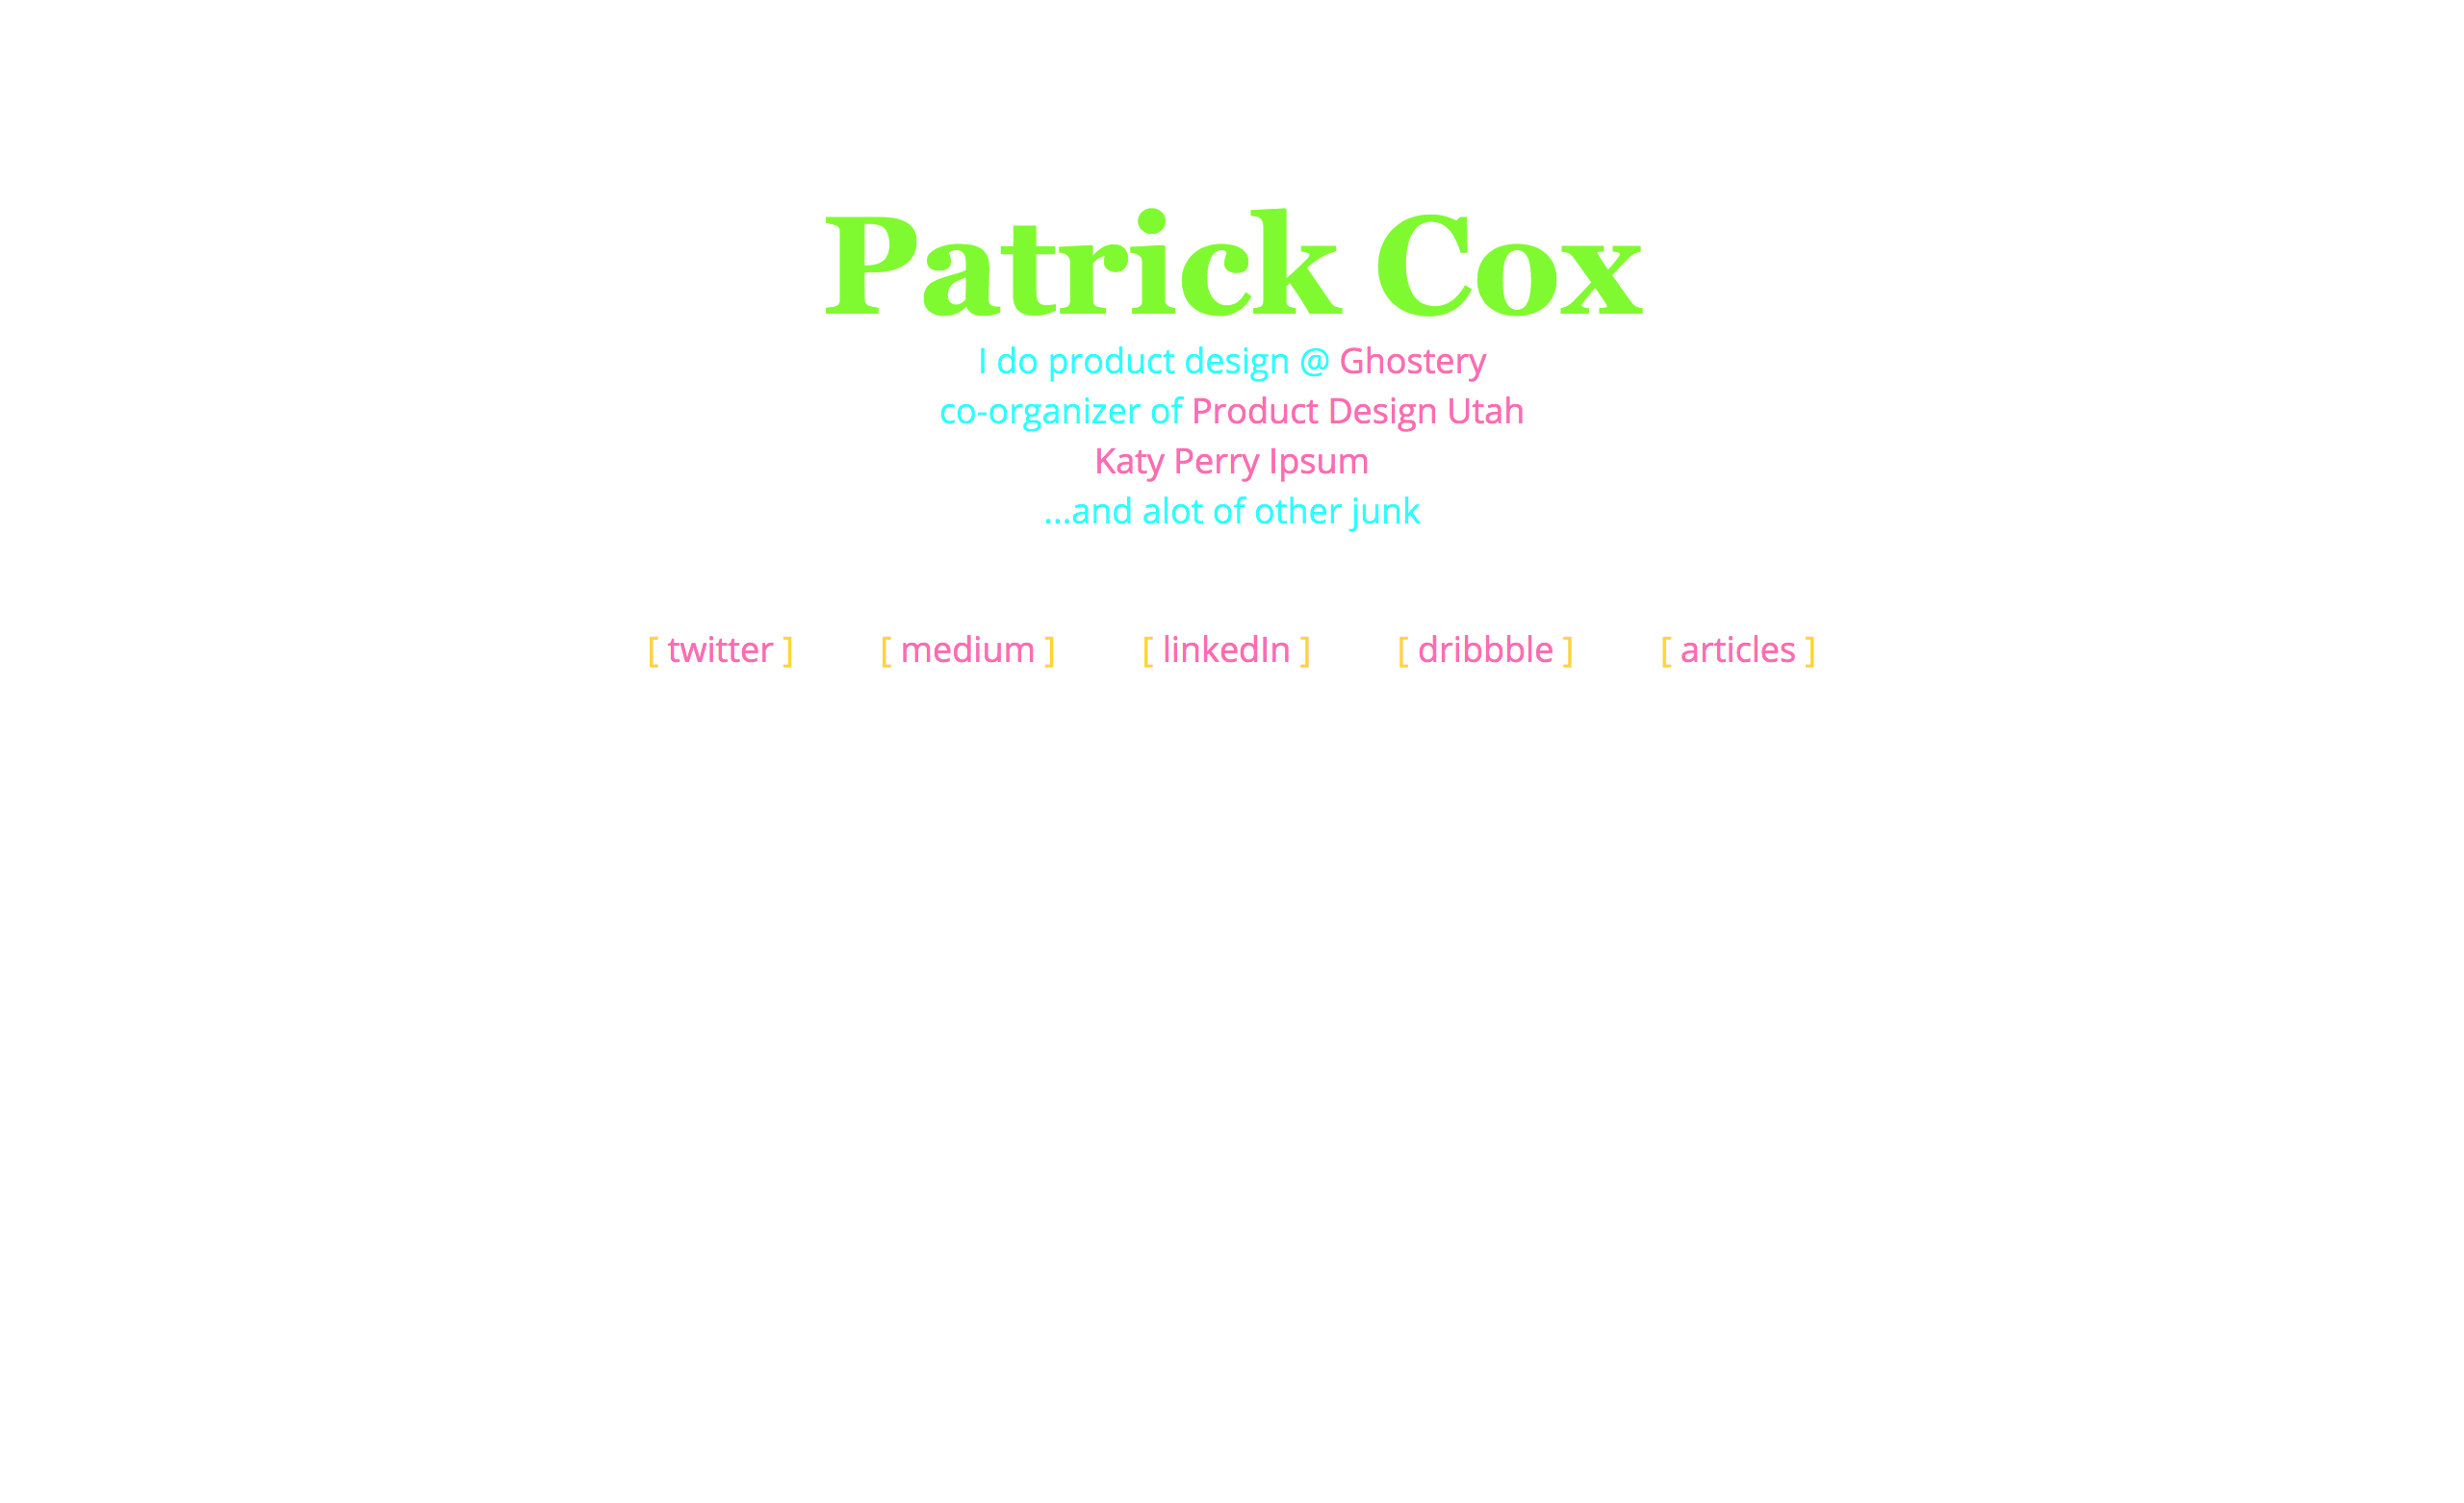 Patrick Cox
I do product design @ Ghostery
co-organizer of Product Design Utah
Katy Perry Ipsum
...and alot of other junk
[ twitter ] [ medium ] [ linkedIn ] [ dribbble ] [ articles ]